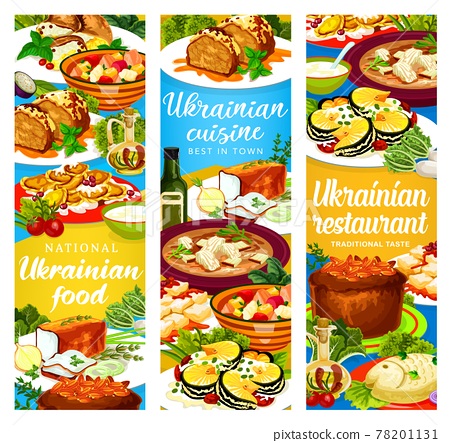 NATIONAL
Ukrainian
food
Ukrainian
cuisine
BEST IN TOWN
Ukrainian
restaurant
TRADITIONAL TASTE
78201131